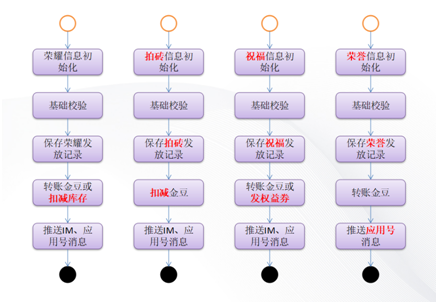 荣耀信息初
始化
拍砖信息初
始化
祝福信息初
始化
荣誉信息初
始化
基础校验
基础校验
基础校验
基础校验
保存荣耀发
放记录
保存拍砖发
放记录
保存祝福发
放记录
保存荣誉发
放记录
转账金豆或
扣减库存
扣减金豆
转账金豆或
发权益券
转账金豆
推送IM、应
用号消息
推送IM、应
用号消息
推送IM、应
用号消息
推送应用号
消息